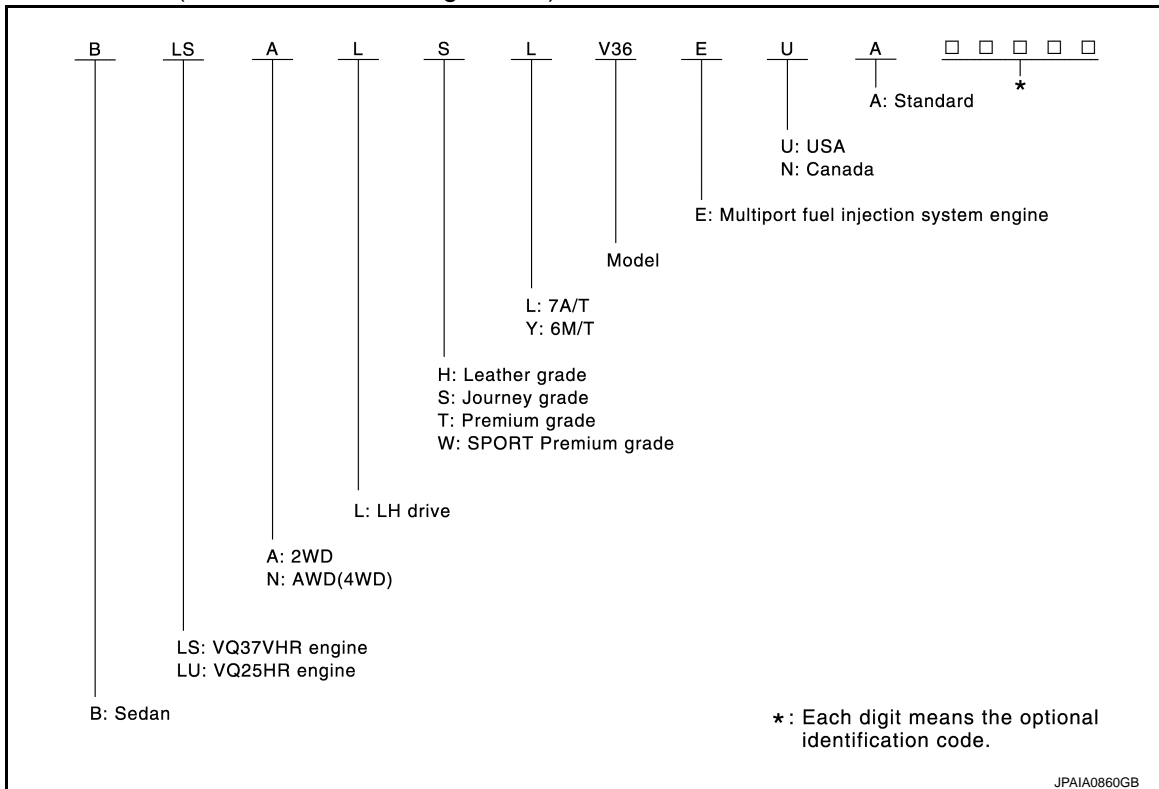 B LS A L S L V36 E U A □ □ □ □ □
*
A: Standard
U: USA
N: Canada
E: Multiport fuel injection system engine
Model
L: 7A/T
Y: 6M/T
H: Leather grade
S: Journey grade
T: Premium grade
W: SPORT Premium grade
L: LH drive
A: 2WD
N: AWD(4WD)
LS: VQ37VHR engine
LU: VQ25HR engine
B: Sedan
*: Each digit means the optional
identification code.
JPAIA0860GB